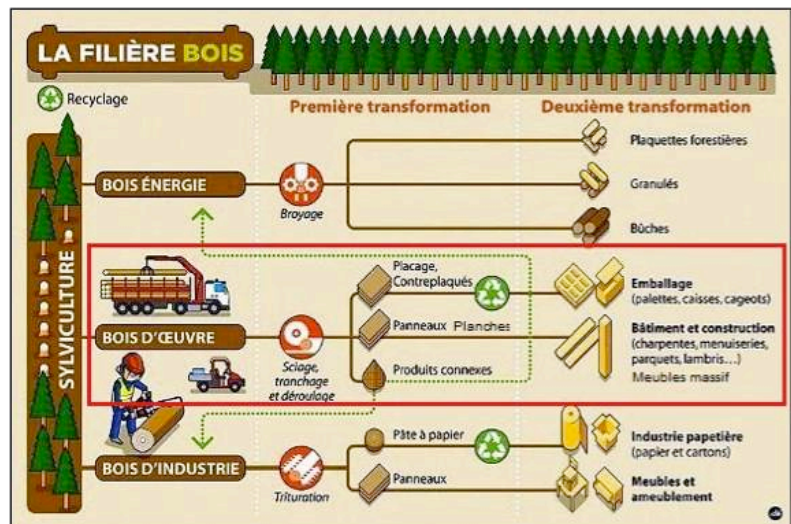 LA FILIÈRE BOIS
Recyclage
Première transformation
Deuxième transformation
SYLVICULTURE
BOIS ÉNERGIE
Broyage
Plaquettes forestières
Granulés
Bûches
BOIS D'ŒUVRE
Sciage,
tranchage
et déroulage
Placage,
Contreplaqués
Panneaux Planches
Produits connexes
Emballage
(palettes, caisses, cageots)
Bâtiment et construction
(charpentes, menuiseries,
parquets, lambris...)
Meubles massif
BOIS D'INDUSTRIE
Trituration
Pâte à papier
Panneaux
Industrie papetière
(papier et cartons)
Meubles et
ameublement